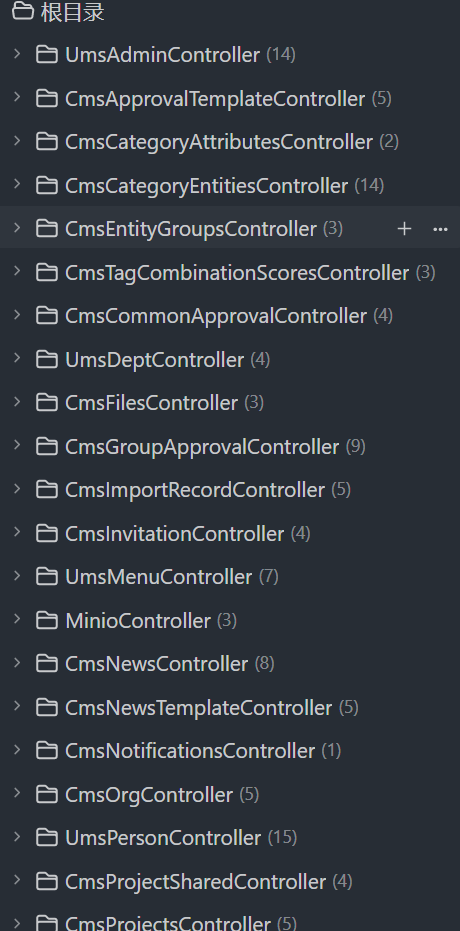 根目录
UmsAdminController (14)
CmsApprovalTemplateController (5)
CmsCategoryAttributesController (2)
CmsCategoryEntitiesController (14)
CmsEntityGroupsController (3)
CmsTagCombinationScoresController (3)
CmsCommonApprovalController (4)
UmsDeptController (4)
CmsFilesController (3)
CmsGroupApprovalController (9)
CmsImportRecordController (5)
CmsInvitationController (4)
UmsMenuController (7)
MinioController (3)
CmsNewsController (8)
CmsNewsTemplateController (5)
CmsNotificationsController (1)
CmsOrgController (5)
UmsPersonController (15)
CmsProjectSharedController (4)
CmsProjectsController (5)